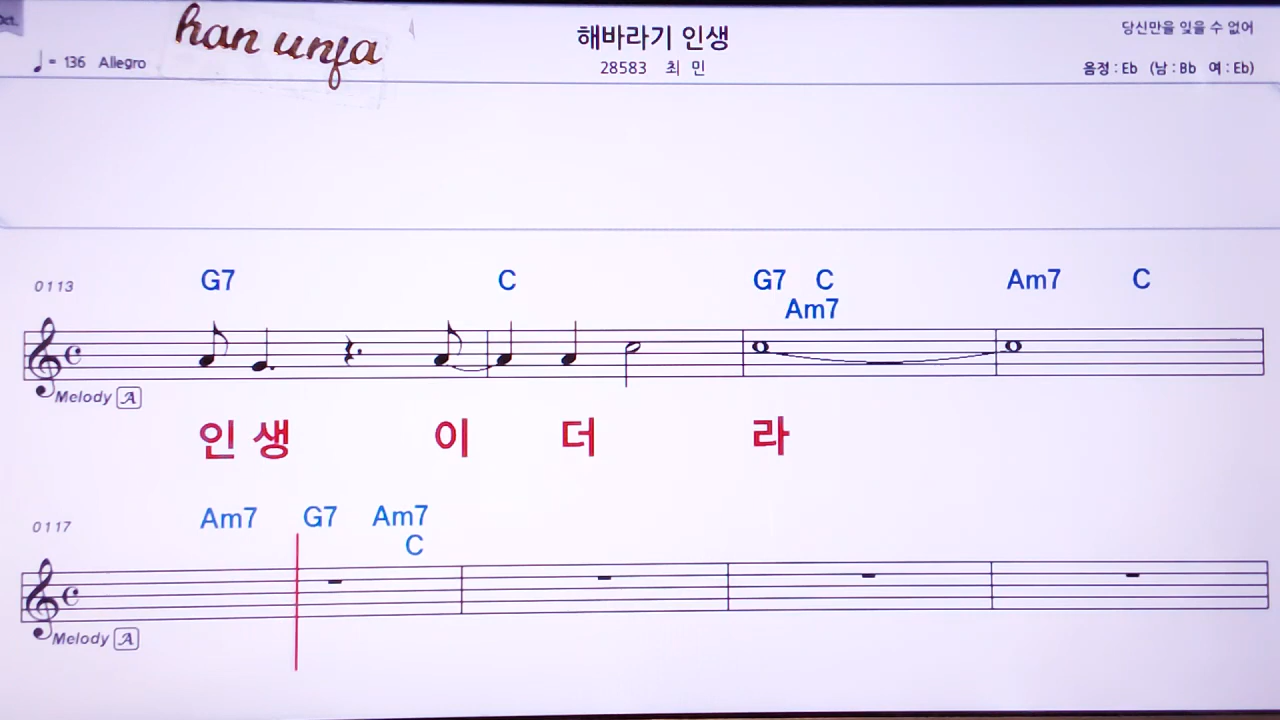 Oct.
han unfa
해바라기 인생
당신만을 잊을 수 없어
♩ = 136 Allegro
28583 최 민
음정 : Eb (남 : Bb 여 : Eb)
0113
G7 C G7 C Am7 C
Am7
Melody A
인 생 이 더 라
0117
Am7 G7 Am7
C
Melody A